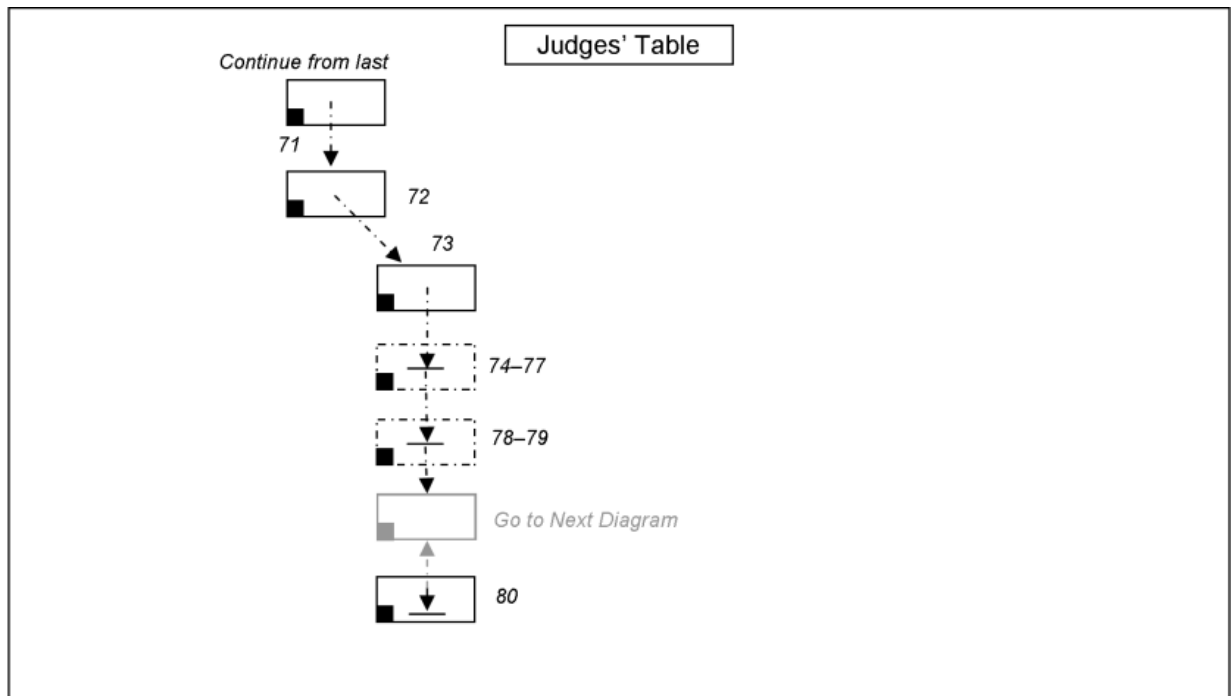 Judges’ Table
Continue from last
71
72
73
74–77
78–79
Go to Next Diagram
80